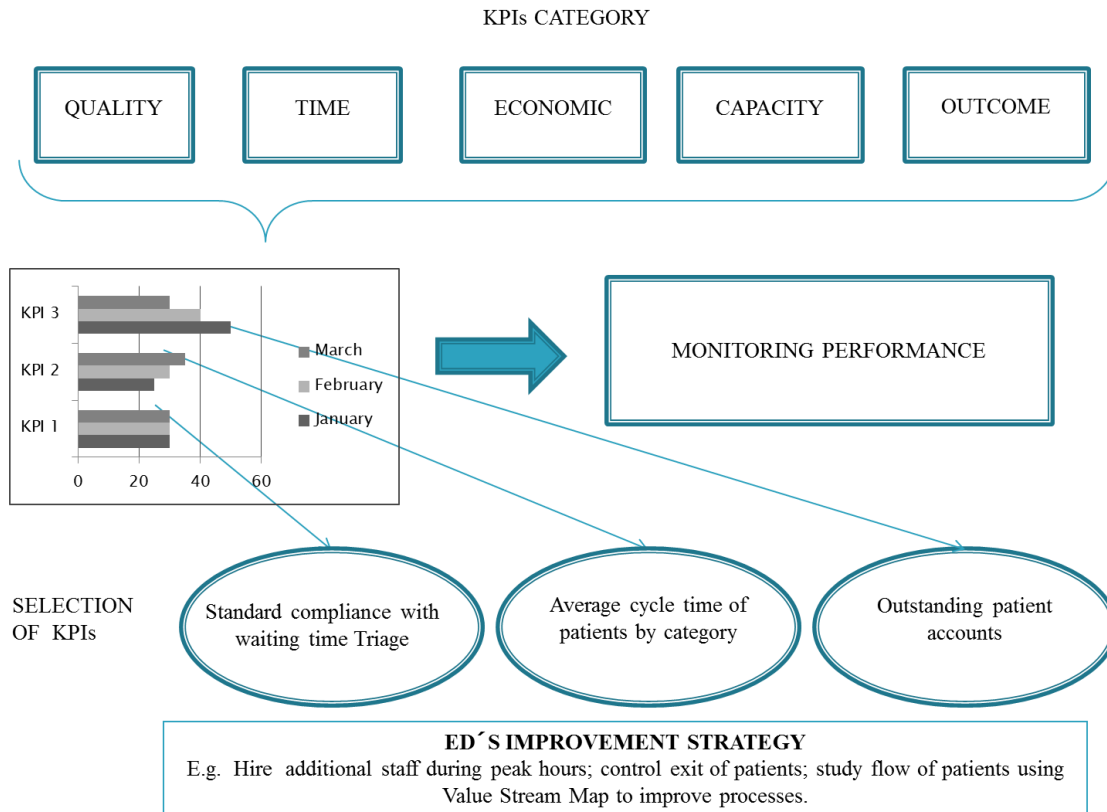 KPIs CATEGORY
QUALITY
TIME
ECONOMIC
CAPACITY
OUTCOME
KPI 3
KPI 2
KPI 1
March
February
January
0 20 40 60
MONITORING PERFORMANCE
SELECTION
OF KPIs
Standard compliance with
waiting time Triage
Average cycle time of
patients by category
Outstanding patient
accounts
ED´S IMPROVEMENT STRATEGY
E.g. Hire additional staff during peak hours; control exit of patients; study flow of patients using
Value Stream Map to improve processes.